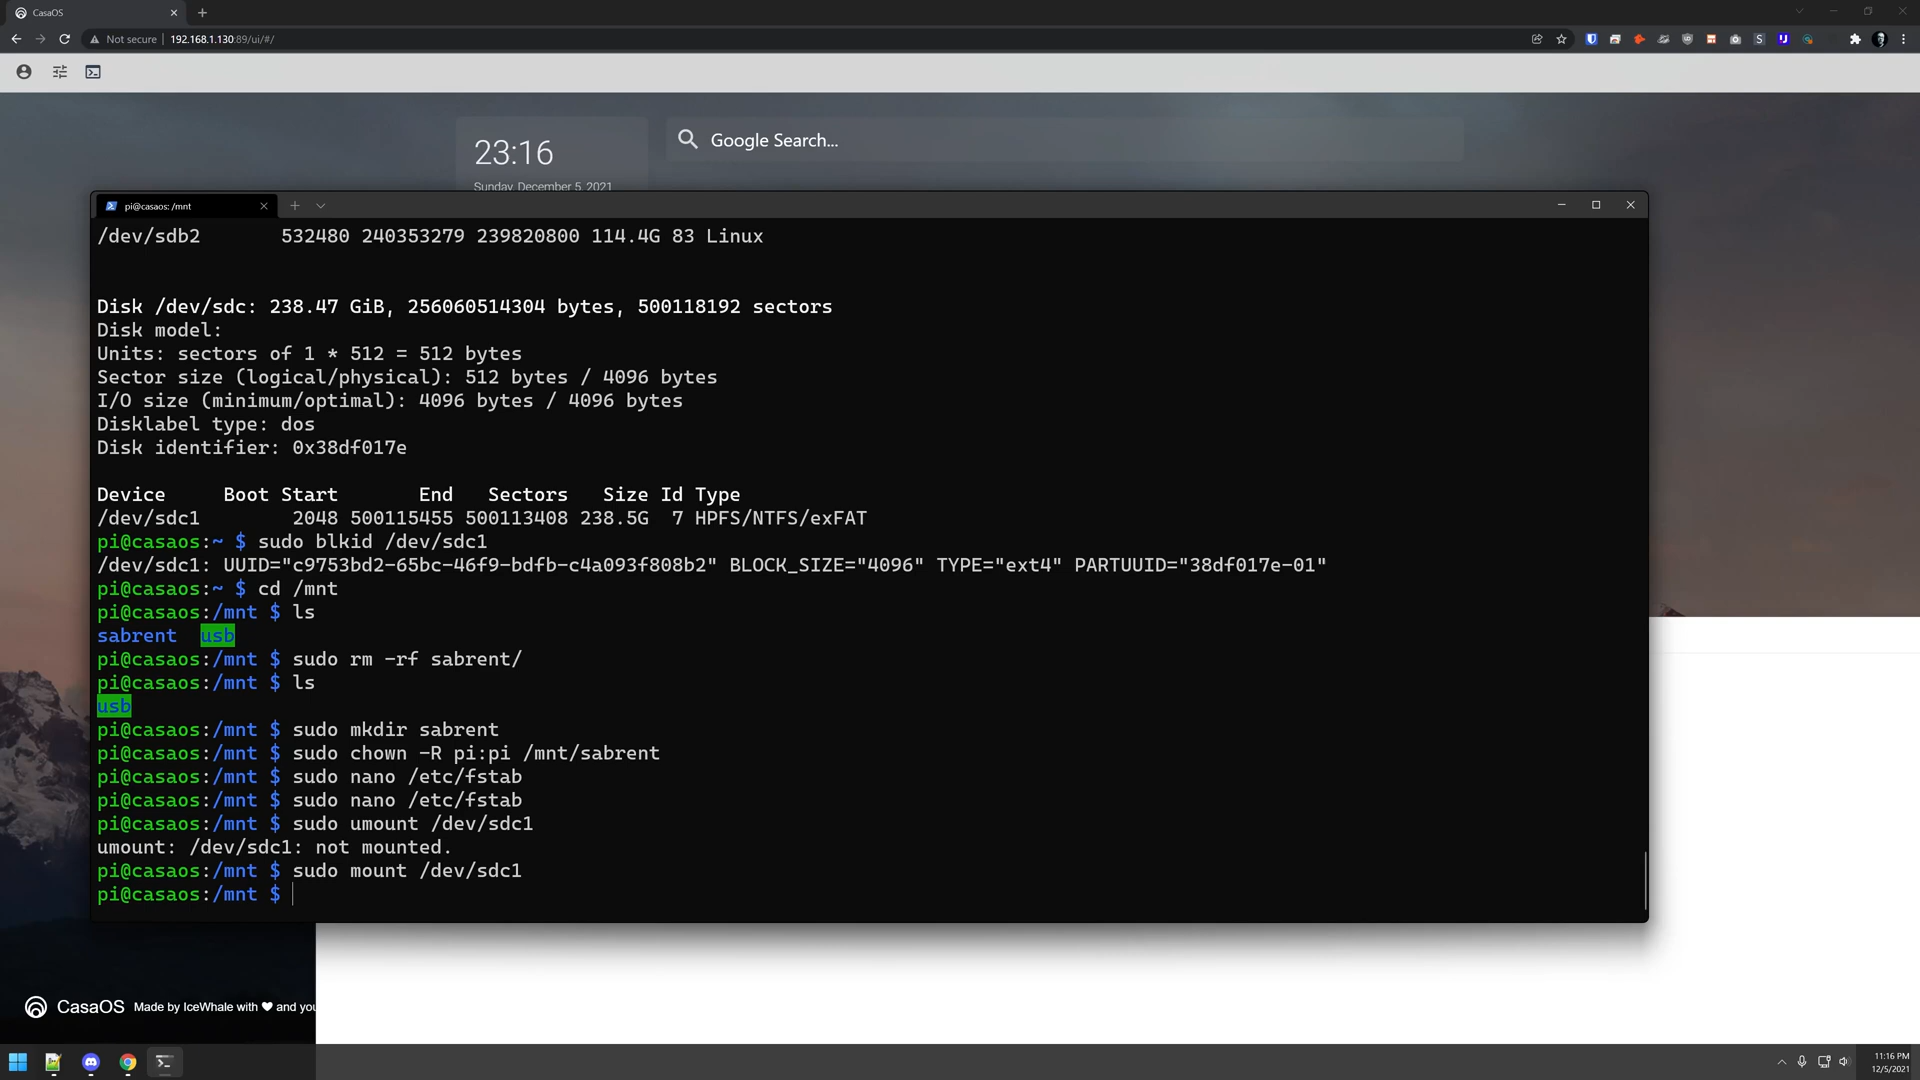 CasaOS
Not secure
192.168.1.130:89/ui/#/
23:16
Google Search...
Sunday, December 5, 2021
pi@casaos: /mnt
/dev/sdb2       532480 240353279 239820800 114.4G 83 Linux
Disk /dev/sdc: 238.47 GiB, 256060514304 bytes, 500118192 sectors
Disk model:
Units: sectors of 1 * 512 = 512 bytes
Sector size (logical/physical): 512 bytes / 4096 bytes
I/O size (minimum/optimal): 4096 bytes / 4096 bytes
Disklabel type: dos
Disk identifier: 0x38df017e
Device     Boot Start       End   Sectors   Size Id Type
/dev/sdc1        2048 500115455 500113408 238.5G  7 HPFS/NTFS/exFAT
pi@casaos:~ $ sudo blkid /dev/sdc1
/dev/sdc1: UUID="c9753bd2-65bc-46f9-bdfb-c4a093f808b2" BLOCK_SIZE="4096" TYPE="ext4" PARTUUID="38df017e-01"
pi@casaos:~ $ cd /mnt
pi@casaos:/mnt $ ls
sabrent  usb
pi@casaos:/mnt $ sudo rm -rf sabrent/
pi@casaos:/mnt $ ls
usb
pi@casaos:/mnt $ sudo mkdir sabrent
pi@casaos:/mnt $ sudo chown -R pi:pi /mnt/sabrent
pi@casaos:/mnt $ sudo nano /etc/fstab
pi@casaos:/mnt $ sudo nano /etc/fstab
pi@casaos:/mnt $ sudo umount /dev/sdc1
umount: /dev/sdc1: not mounted.
pi@casaos:/mnt $ sudo mount /dev/sdc1
pi@casaos:/mnt $
CasaOS Made by IceWhale with ❤ and you
11:16 PM
12/5/2021